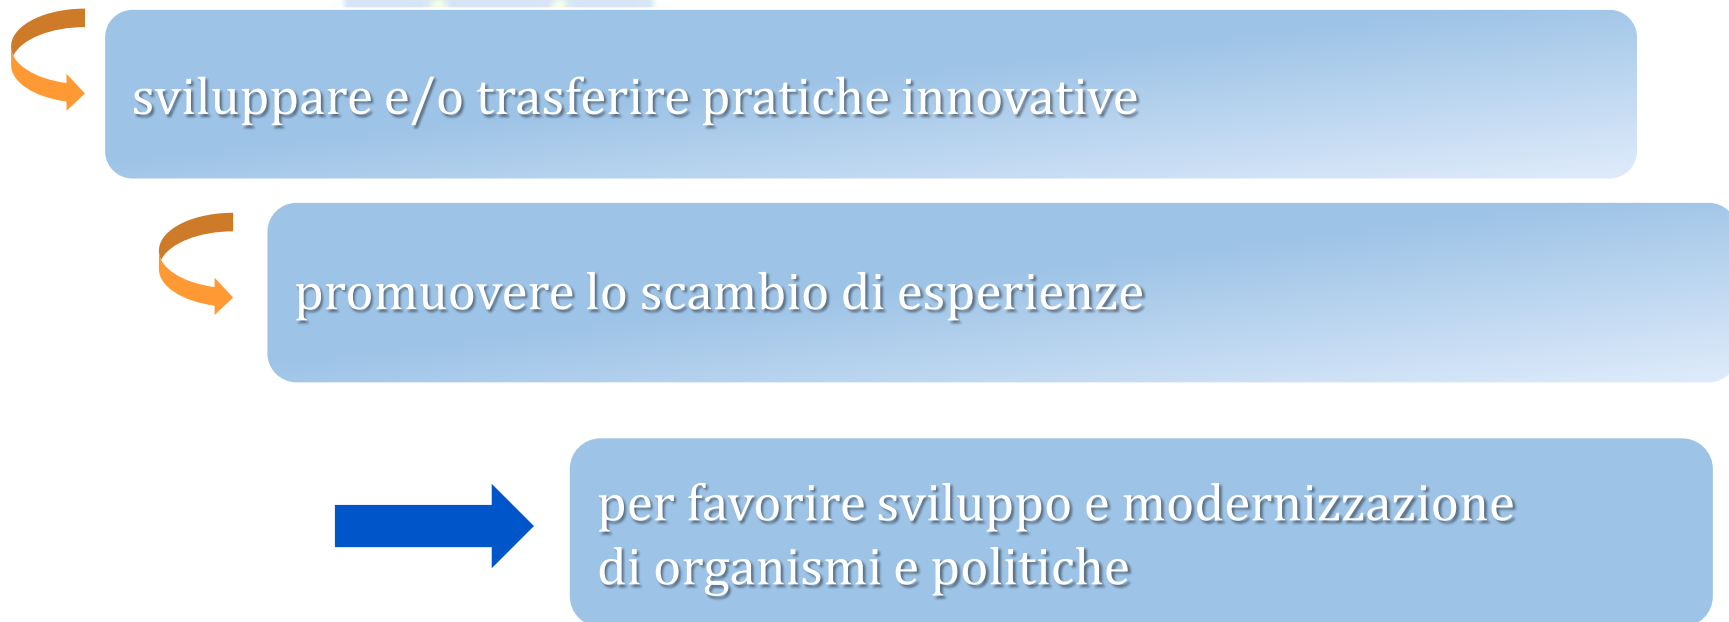 sviluppare e/o trasferire pratiche innovative
promuovere lo scambio di esperienze
per favorire sviluppo e modernizzazione
di organismi e politiche